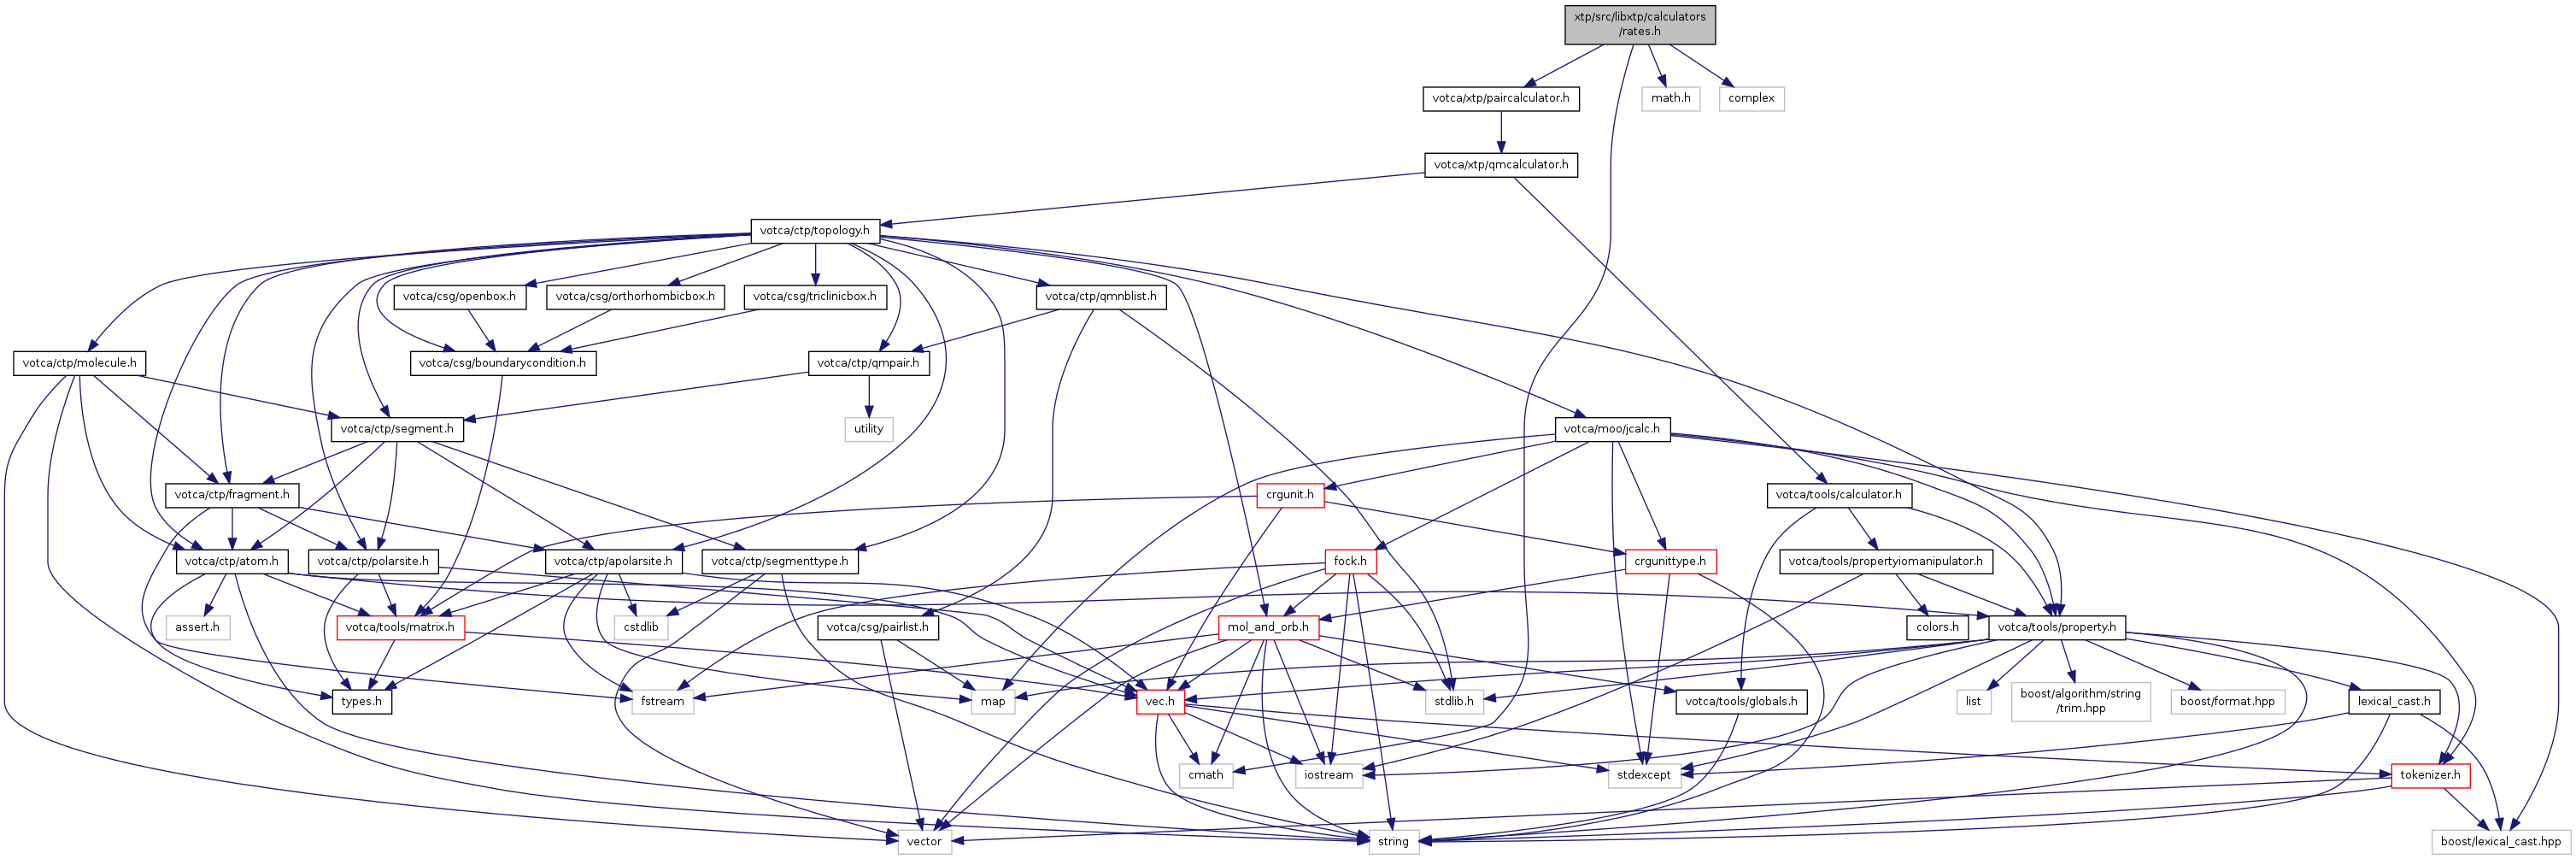 xtp/src/libxtp/calculators
/rates.h
votca/xtp/paircalculator.h
math.h
complex
votca/xtp/qmcalculator.h
votca/ctp/topology.h
votca/csg/openbox.h
votca/csg/orthorhombicbox.h
votca/csg/triclinicbox.h
votca/ctp/qmnblist.h
votca/ctp/molecule.h
votca/csg/boundarycondition.h
votca/ctp/qmpair.h
votca/ctp/segment.h
utility
votca/moo/jcalc.h
votca/ctp/fragment.h
crgunit.h
votca/tools/calculator.h
votca/ctp/atom.h
votca/ctp/polarsite.h
votca/ctp/apolarsite.h
votca/ctp/segmenttype.h
fock.h
crgunittype.h
votca/tools/propertyiomanipulator.h
assert.h
votca/tools/matrix.h
cstdlib
votca/csg/pairlist.h
mol_and_orb.h
colors.h
votca/tools/property.h
types.h
fstream
map
vec.h
stdlib.h
votca/tools/globals.h
list
boost/algorithm/string
/trim.hpp
boost/format.hpp
lexical_cast.h
cmath
iostream
stdexcept
tokenizer.h
vector
string
boost/lexical_cast.hpp